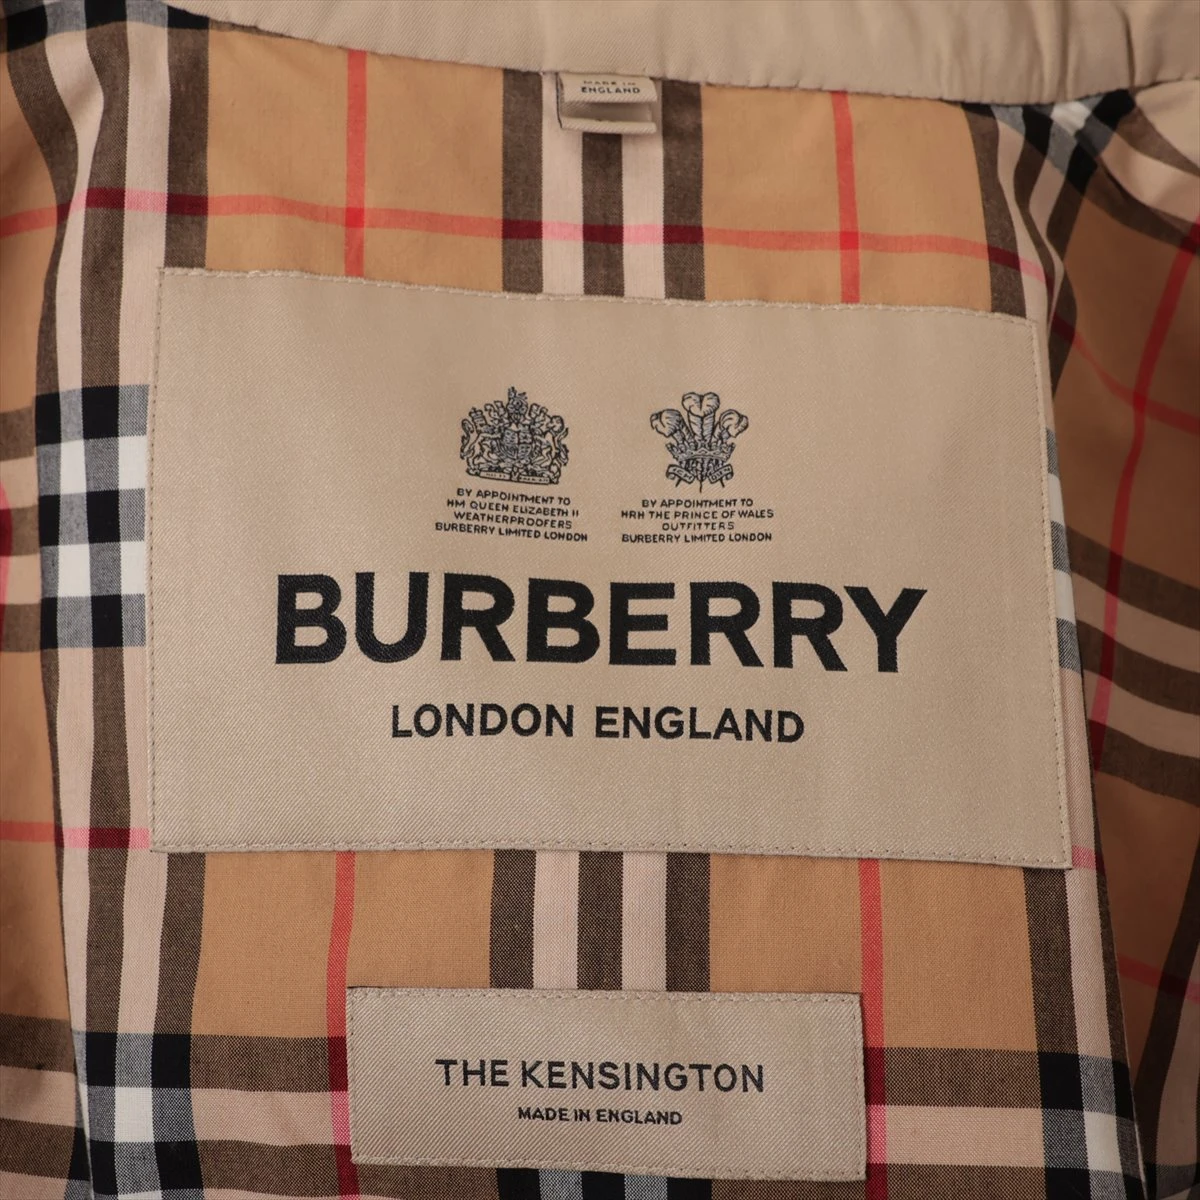 MADE IN
ENGLAND
BY APPOINTMENT TO
HM QUEEN ELIZABETH II
WEATHERPROOFERS
BURBERRY LIMITED LONDON
BY APPOINTMENT TO
HRH THE PRINCE OF WALES
OUTFITTERS
BURBERRY LIMITED LONDON
BURBERRY
LONDON ENGLAND
THE KENSINGTON
MADE IN ENGLAND